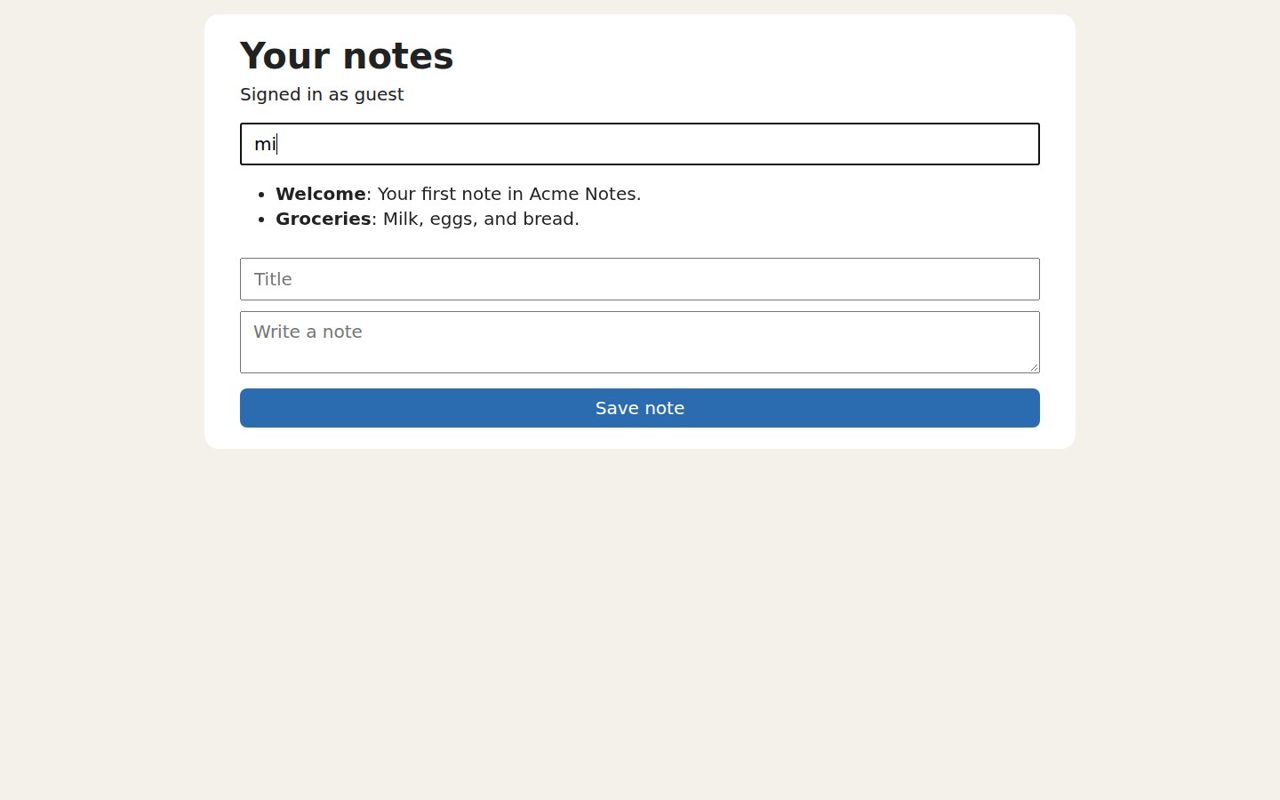 Your notes
Signed in as guest
mi
Welcome: Your first note in Acme Notes.
Groceries: Milk, eggs, and bread.
Title
Write a note
Save note